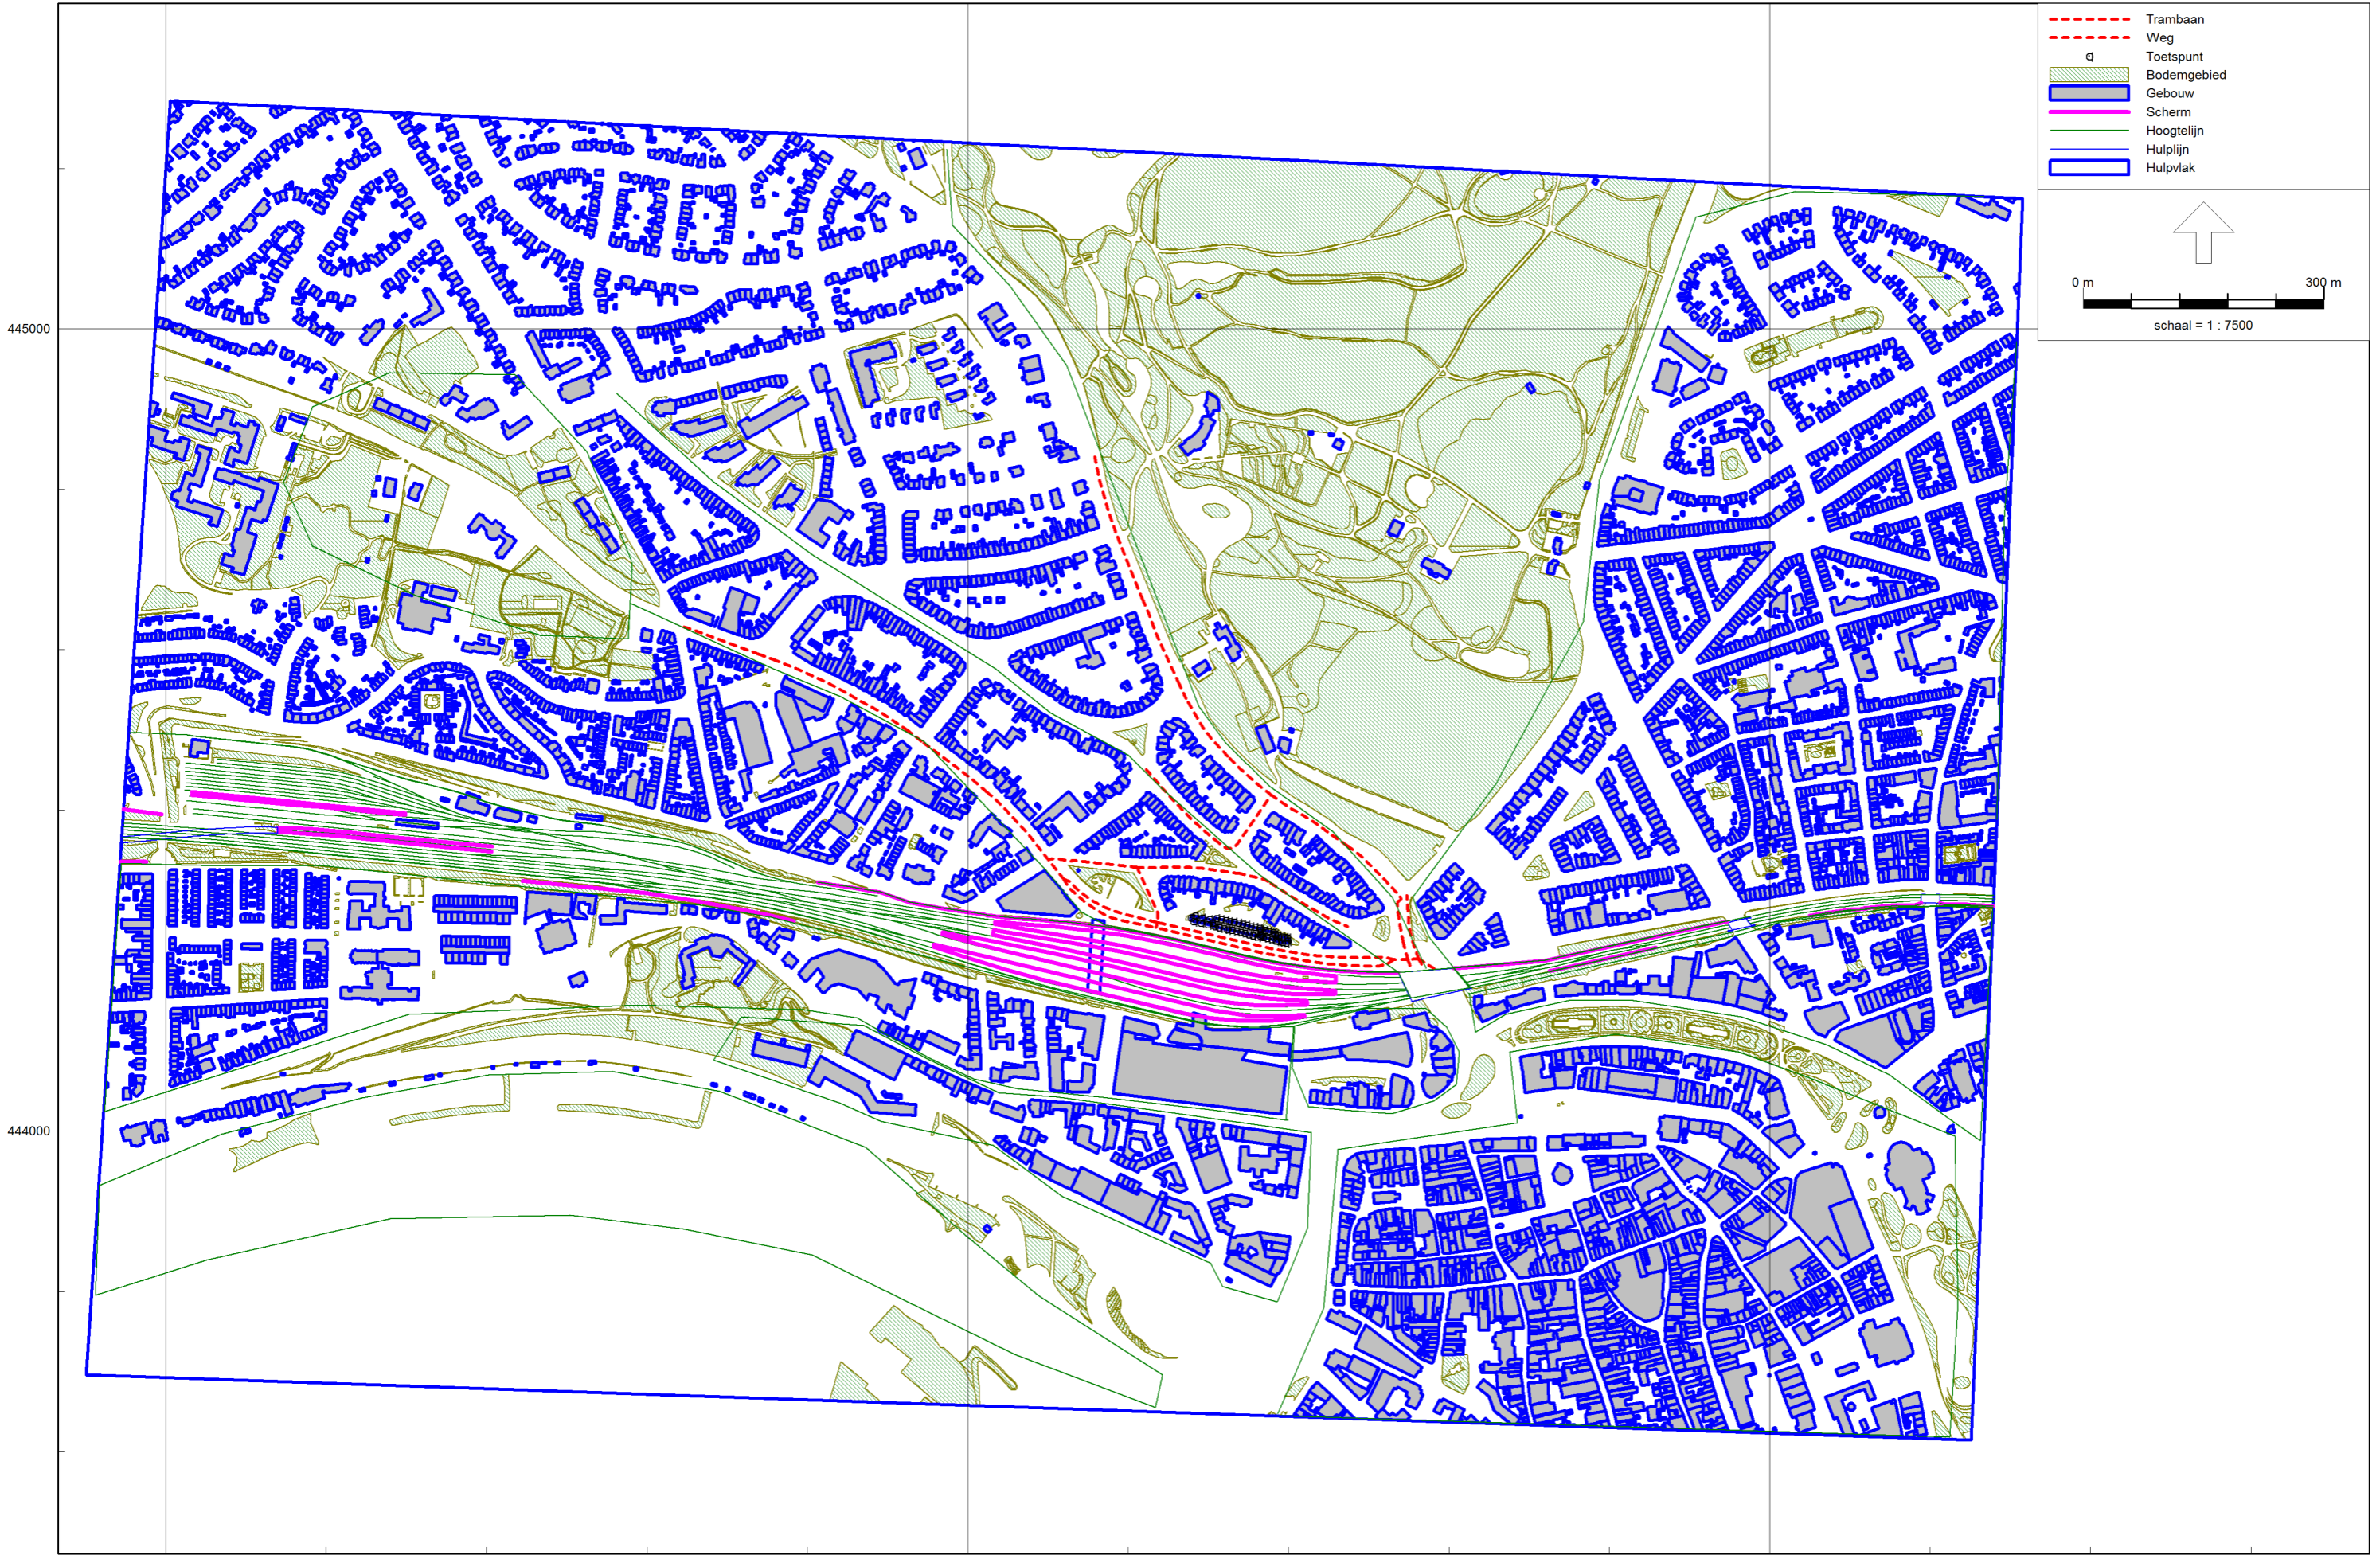 Trambaan
Weg
Toetspunt
Bodemgebied
Gebouw
Scherm
Hoogtelijn
Hulplijn
Hulpvlak
0 m 300 m
schaal = 1 : 7500
445000
444000